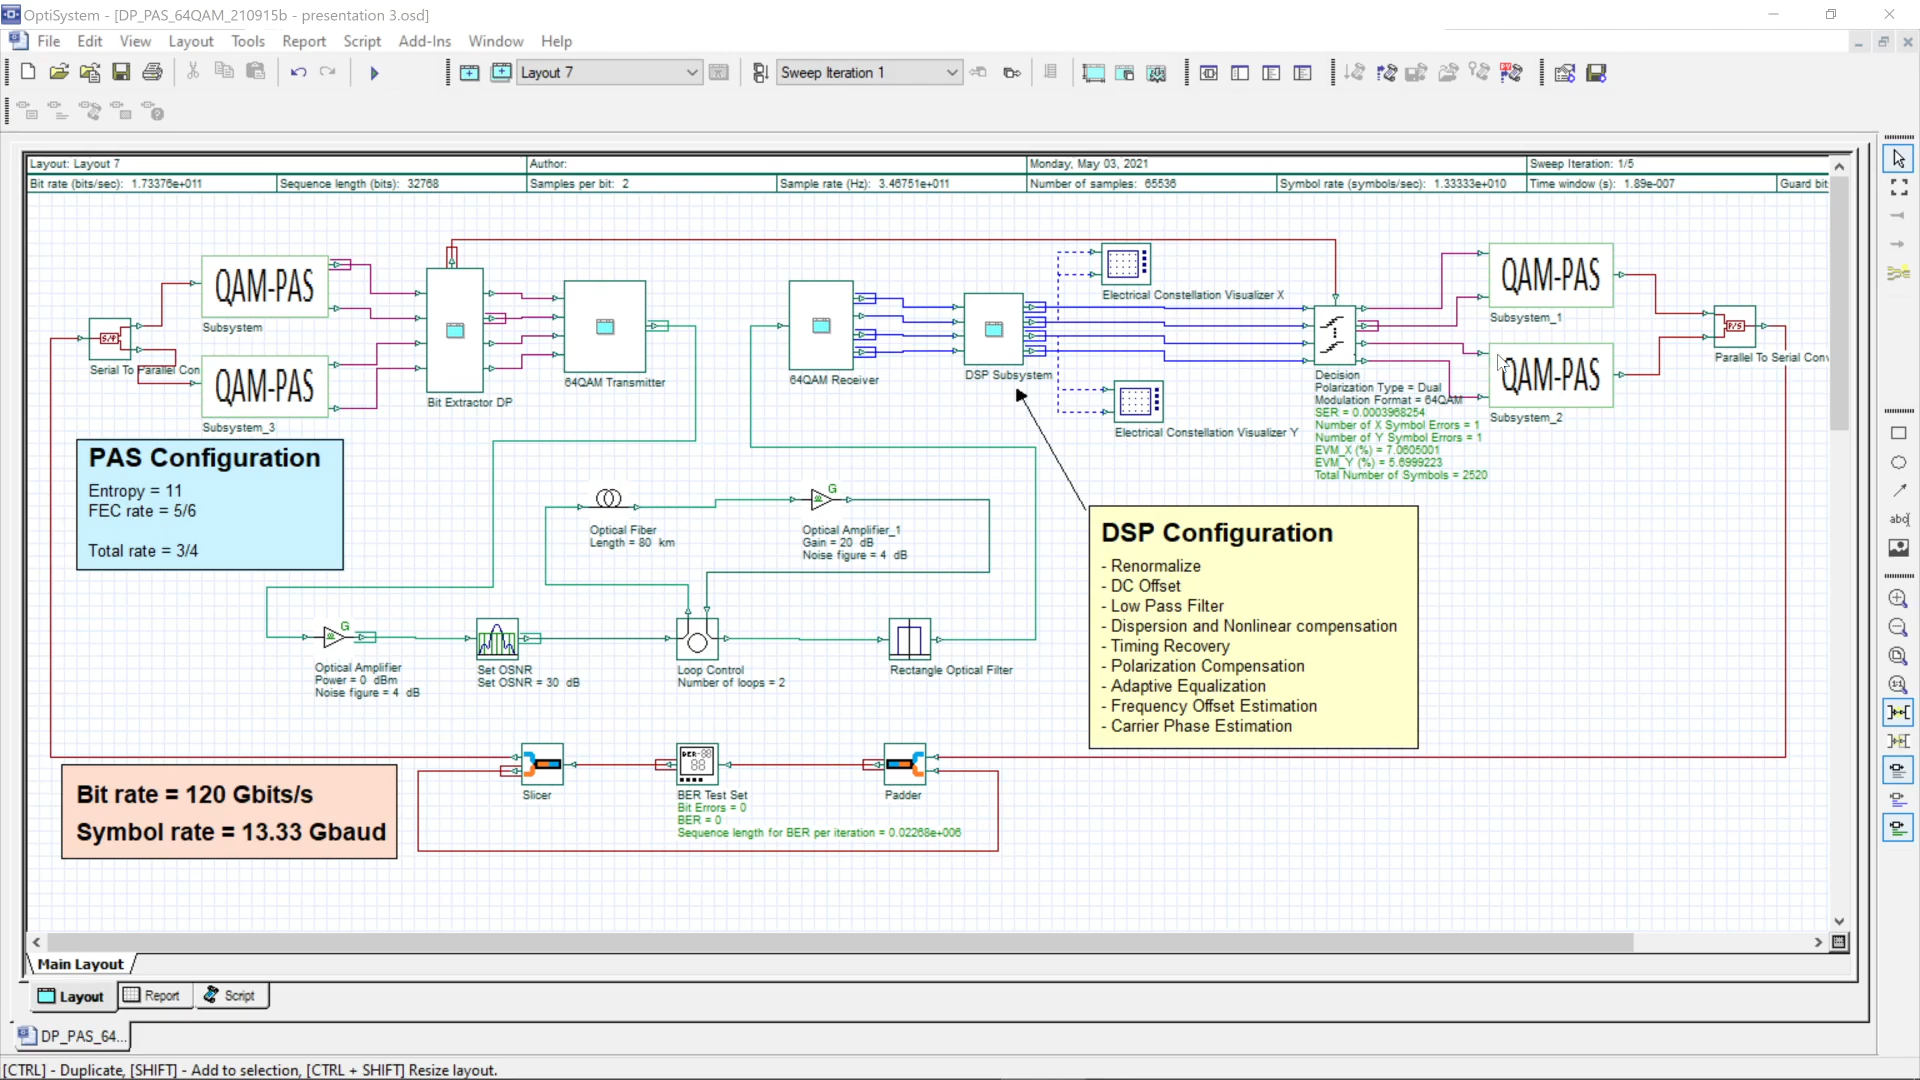 OptiSystem - [DP_PAS_64QAM_210915b - presentation 3.osd]
File Edit View Layout Tools Report Script Add-Ins Window Help
Layout 7
Sweep Iteration 1
Layout: Layout 7
Author:
Monday, May 03, 2021
Sweep Iteration: 1/5
Bit rate (bits/sec): 1.73376e+011
Sequence length (bits): 32768
Samples per bit: 2
Sample rate (Hz): 3.46751e+011
Number of samples: 65536
Symbol rate (symbols/sec): 1.33333e+010
Time window (s): 1.89e-007
Guard bit
QAM-PAS
Subsystem
QAM-PAS
Subsystem_3
S/P
Serial To Parallel Con
Bit Extractor DP
64QAM Transmitter
64QAM Receiver
DSP Subsystem
Electrical Constellation Visualizer X
Electrical Constellation Visualizer Y
Decision
Polarization Type = Dual
Modulation Format = 64QAM
SER = 0.0003968254
Number of X Symbol Errors = 1
Number of Y Symbol Errors = 1
EVM_X (%) = 7.0605001
EVM_Y (%) = 5.6999223
Total Number of Symbols = 2520
QAM-PAS
Subsystem_1
QAM-PAS
Subsystem_2
P/S
Parallel To Serial Conv
PAS Configuration
Entropy = 11
FEC rate = 5/6
Total rate = 3/4
Optical Fiber
Length = 80 km
G
Optical Amplifier_1
Gain = 20 dB
Noise figure = 4 dB
DSP Configuration
- Renormalize
- DC Offset
- Low Pass Filter
- Dispersion and Nonlinear compensation
- Timing Recovery
- Polarization Compensation
- Adaptive Equalization
- Frequency Offset Estimation
- Carrier Phase Estimation
G
Optical Amplifier
Power = 0 dBm
Noise figure = 4 dB
Set OSNR
Set OSNR = 30 dB
Loop Control
Number of loops = 2
Rectangle Optical Filter
Slicer
BER Test Set
Bit Errors = 0
BER = 0
Sequence length for BER per iteration = 0.02268e+006
Padder
Bit rate = 120 Gbits/s
Symbol rate = 13.33 Gbaud
Main Layout
Layout
Report
Script
DP_PAS_64...
[CTRL] - Duplicate, [SHIFT] - Add to selection, [CTRL + SHIFT] Resize layout.